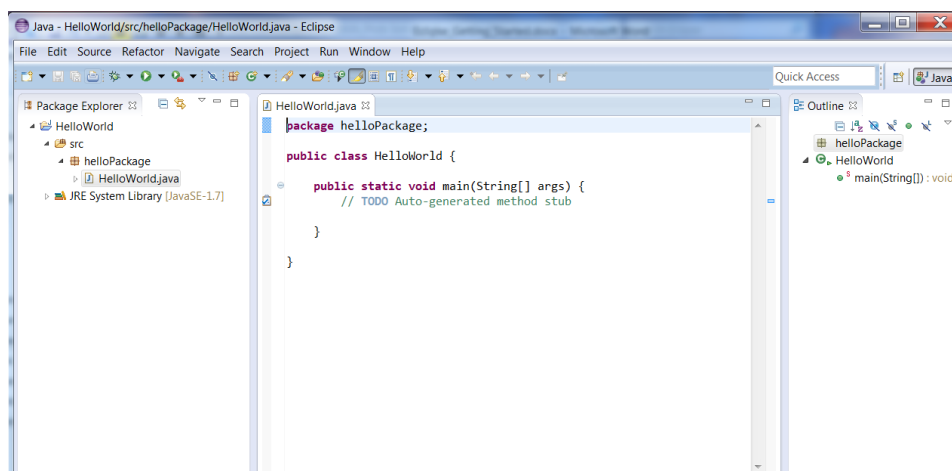 Java - HelloWorld/src/helloPackage/HelloWorld.java - Eclipse
File Edit Source Refactor Navigate Search Project Run Window Help
Quick Access
Java
Package Explorer
HelloWorld
src
helloPackage
HelloWorld.java
JRE System Library [JavaSE-1.7]
HelloWorld.java
package helloPackage;
public class HelloWorld {
public static void main(String[] args) {
// TODO Auto-generated method stub
}
}
Outline
helloPackage
HelloWorld
main(String[]) : void